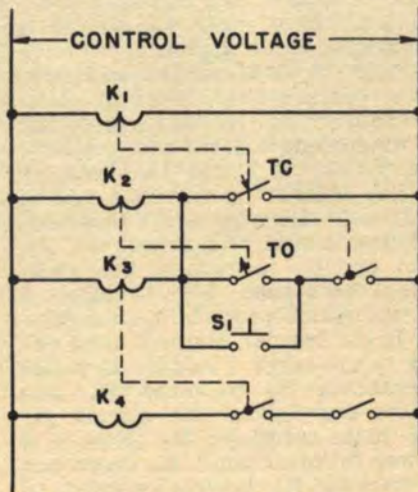 CONTROL VOLTAGE
K1
TC
K2
TO
K3
S1
K4